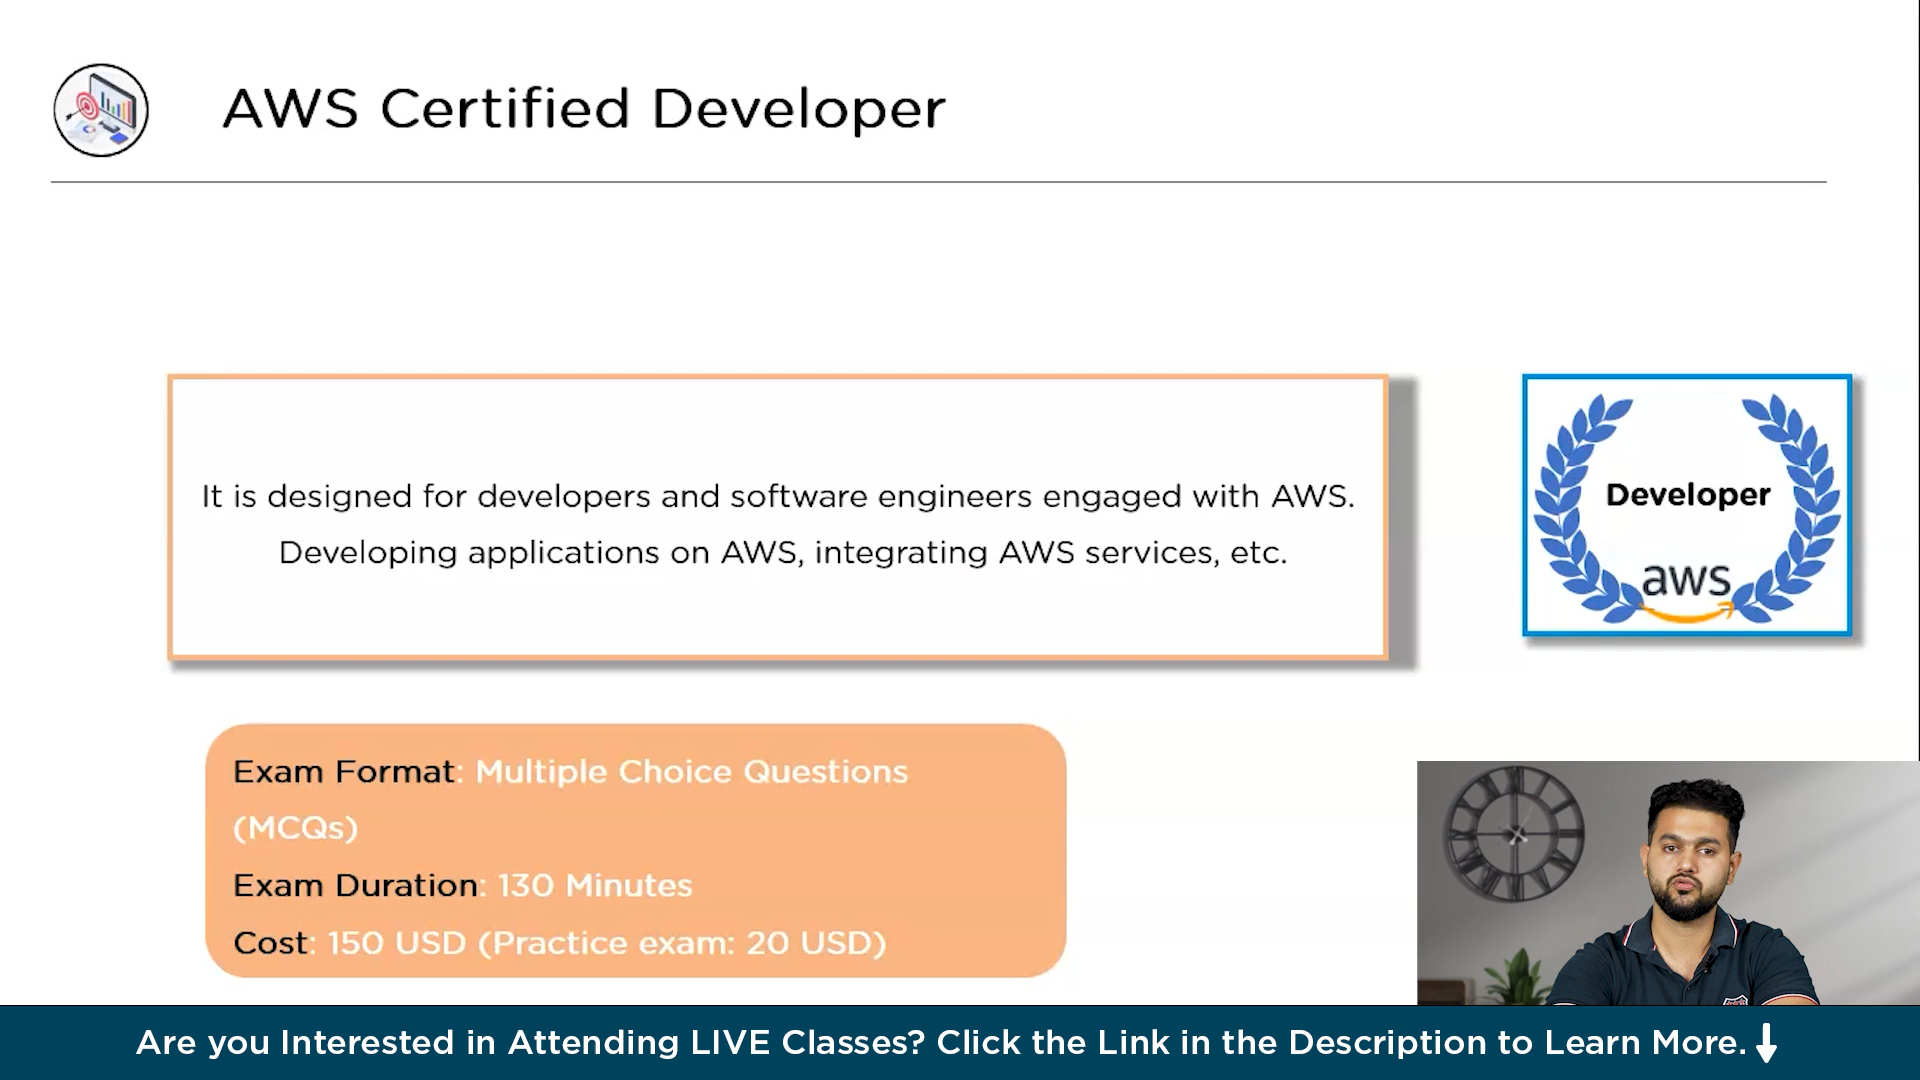 AWS Certified Developer
It is designed for developers and software engineers engaged with AWS.
Developing applications on AWS, integrating AWS services, etc.
Developer
aws
Exam Format: Multiple Choice Questions
(MCQs)
Exam Duration: 130 Minutes
Cost: 150 USD (Practice exam: 20 USD)
Are you Interested in Attending LIVE Classes? Click the Link in the Description to Learn More.